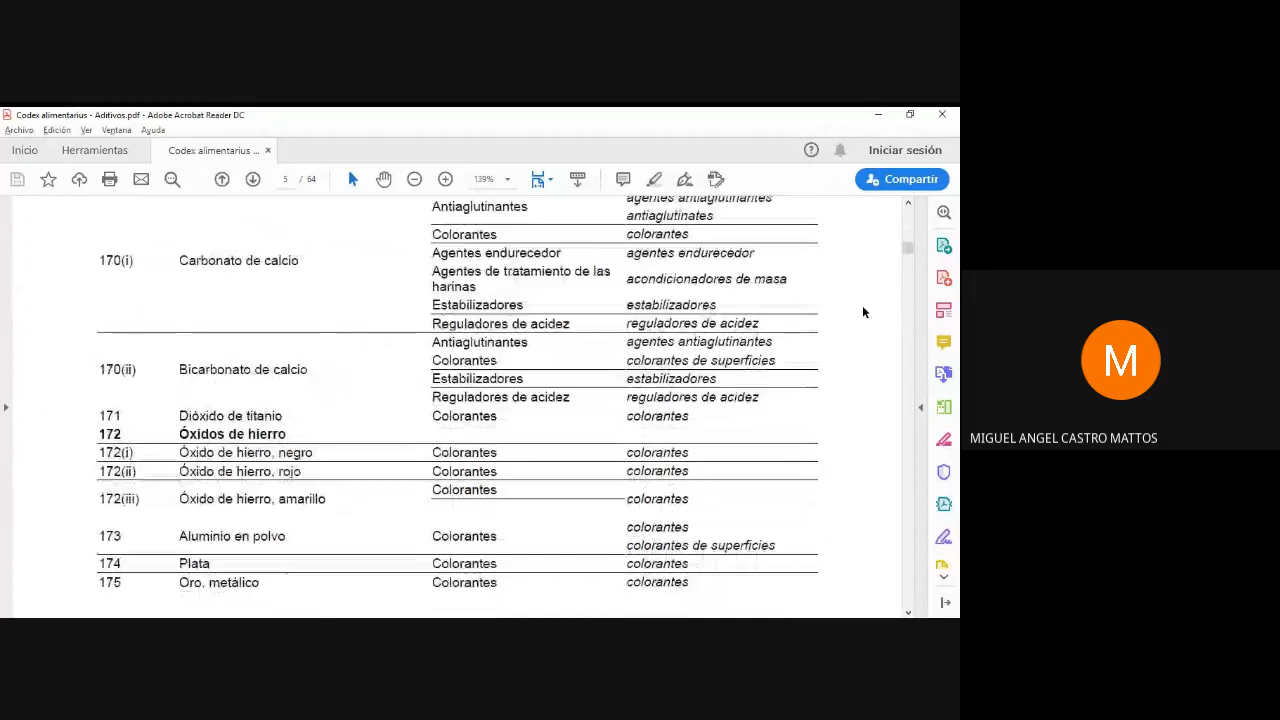 Codex alimentarius - Aditivos.pdf - Adobe Acrobat Reader DC
Archivo Edición Ver Ventana Ayuda
Inicio Herramientas Codex alimentarius ... × Iniciar sesión
5 / 64 139% Compartir
agentes antiaglutinantes
Antiaglutinantes antiaglutinates
Colorantes colorantes
Agentes endurecedor agentes endurecedor
170(i) Carbonato de calcio
Agentes de tratamiento de las
harinas acondicionadores de masa
Estabilizadores estabilizadores
Reguladores de acidez reguladores de acidez
Antiaglutinantes agentes antiaglutinantes
Colorantes colorantes de superficies
170(ii) Bicarbonato de calcio
Estabilizadores estabilizadores
Reguladores de acidez reguladores de acidez
171 Dióxido de titanio Colorantes colorantes
172 Óxidos de hierro
172(i) Óxido de hierro, negro Colorantes colorantes
172(ii) Óxido de hierro, rojo Colorantes colorantes
172(iii) Óxido de hierro, amarillo Colorantes colorantes
colorantes
173 Aluminio en polvo Colorantes
colorantes de superficies
174 Plata Colorantes colorantes
175 Oro, metálico Colorantes colorantes
M
MIGUEL ANGEL CASTRO MATTOS